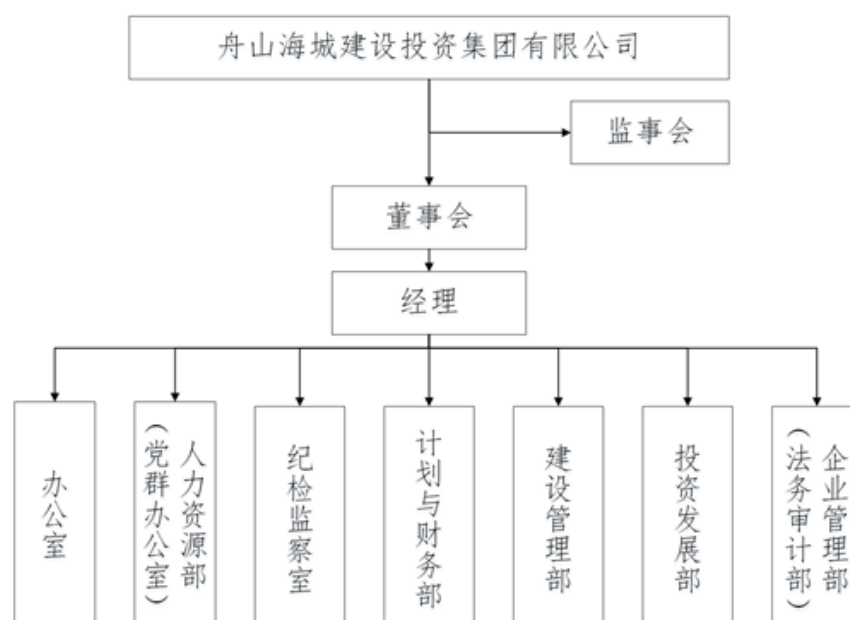 舟山海城建设投资集团有限公司
监事会
董事会
经理
办公室
人力资源部
(党群办公室)
纪检监察室
计划与财务部
建设管理部
投资发展部
企业管理部
(法务审计部)